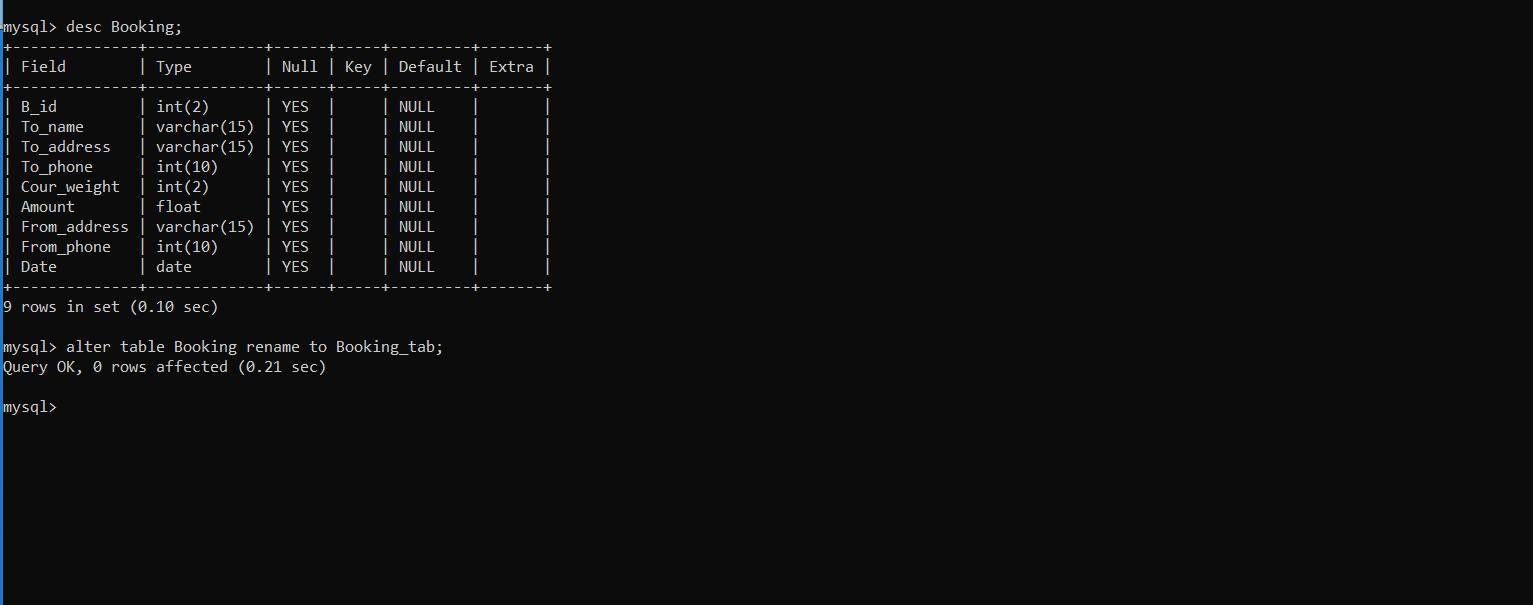 mysql> desc Booking;
+--------------+-------------+------+-----+---------+-------+
| Field        | Type        | Null | Key | Default | Extra |
+--------------+-------------+------+-----+---------+-------+
| B_id         | int(2)      | YES  |     | NULL    |       |
| To_name      | varchar(15) | YES  |     | NULL    |       |
| To_address   | varchar(15) | YES  |     | NULL    |       |
| To_phone     | int(10)     | YES  |     | NULL    |       |
| Cour_weight  | int(2)      | YES  |     | NULL    |       |
| Amount       | float       | YES  |     | NULL    |       |
| From_address | varchar(15) | YES  |     | NULL    |       |
| From_phone   | int(10)     | YES  |     | NULL    |       |
| Date         | date        | YES  |     | NULL    |       |
+--------------+-------------+------+-----+---------+-------+
9 rows in set (0.10 sec)

mysql> alter table Booking rename to Booking_tab;
Query OK, 0 rows affected (0.21 sec)

mysql>